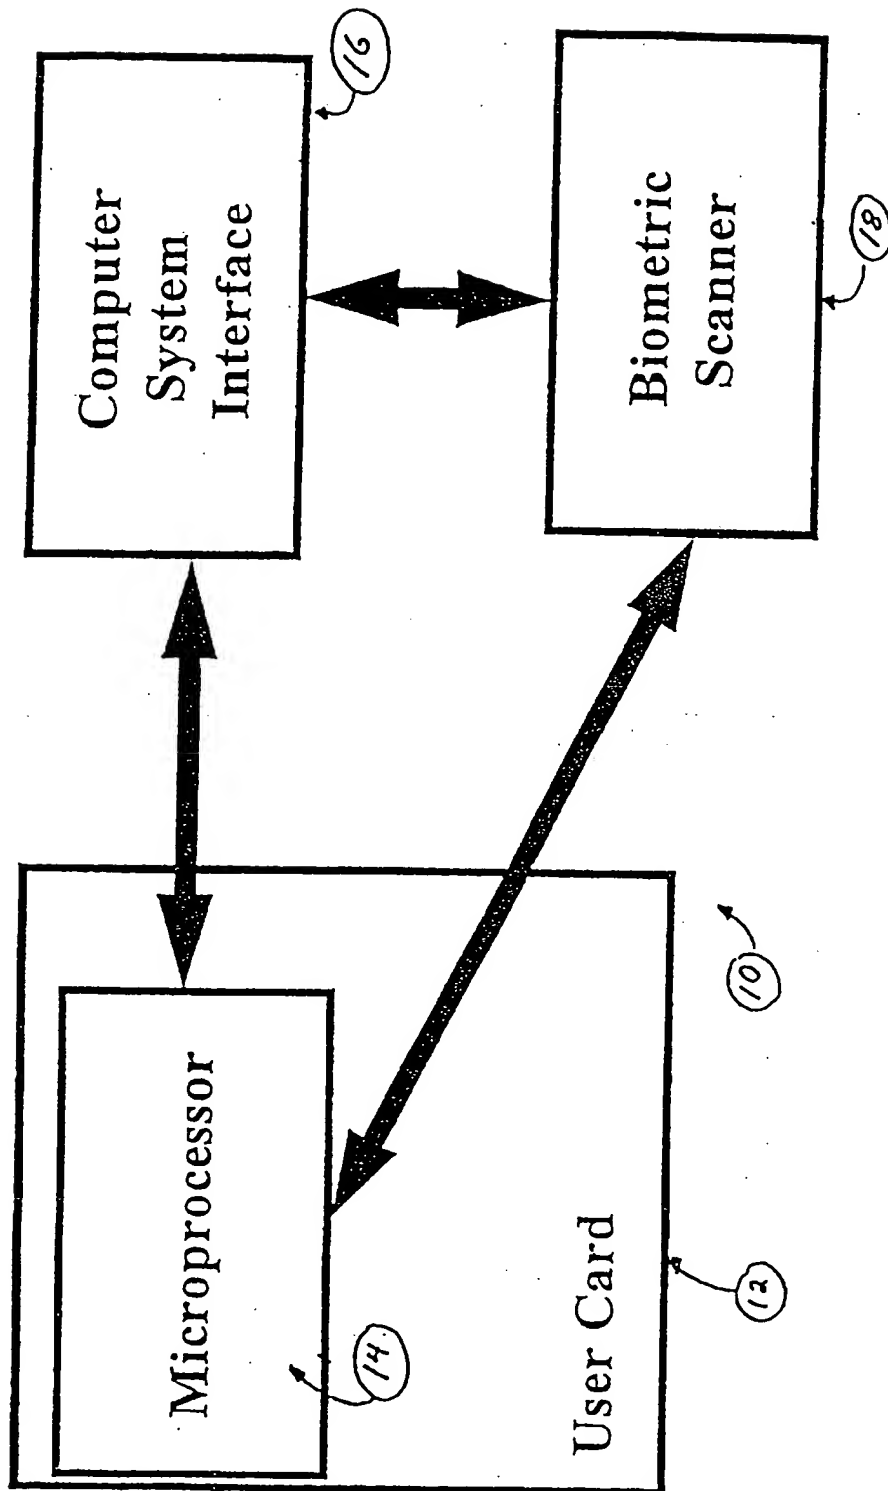 Microprocessor
14
User Card
12
10
Computer
System
Interface
16
Biometric
Scanner
18